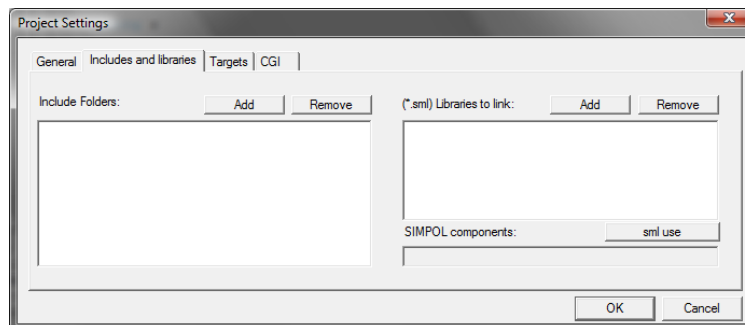 Project Settings
General Includes and libraries Targets CGI
Include Folders: Add Remove (*.sml) Libraries to link: Add Remove
SIMPOL components: sml use
OK Cancel